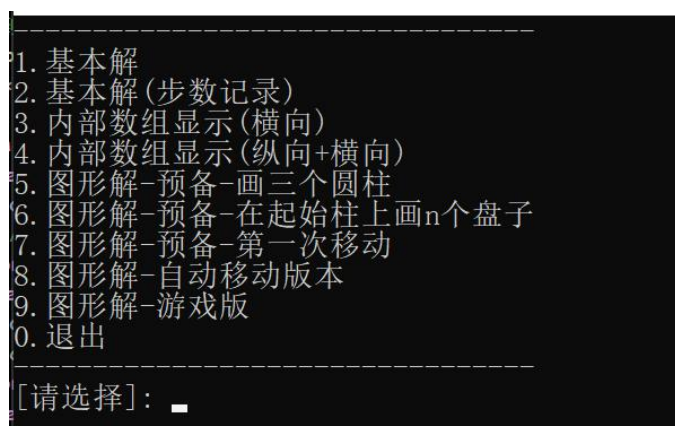 ---------------------------------
1.基本解
2.基本解(步数记录)
3.内部数组显示(横向)
4.内部数组显示(纵向+横向)
5.图形解-预备-画三个圆柱
6.图形解-预备-在起始柱上画n个盘子
7.图形解-预备-第一次移动
8.图形解-自动移动版本
9.图形解-游戏版
0.退出
---------------------------------
[请选择]: